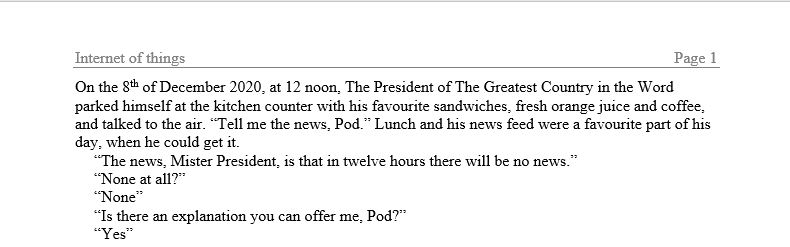 Internet of things Page 1
On the 8th of December 2020, at 12 noon, The President of The Greatest Country in the Word
parked himself at the kitchen counter with his favourite sandwiches, fresh orange juice and coffee,
and talked to the air. “Tell me the news, Pod.” Lunch and his news feed were a favourite part of his
day, when he could get it.
“The news, Mister President, is that in twelve hours there will be no news.”
“None at all?”
“None”
“Is there an explanation you can offer me, Pod?”
“Yes”